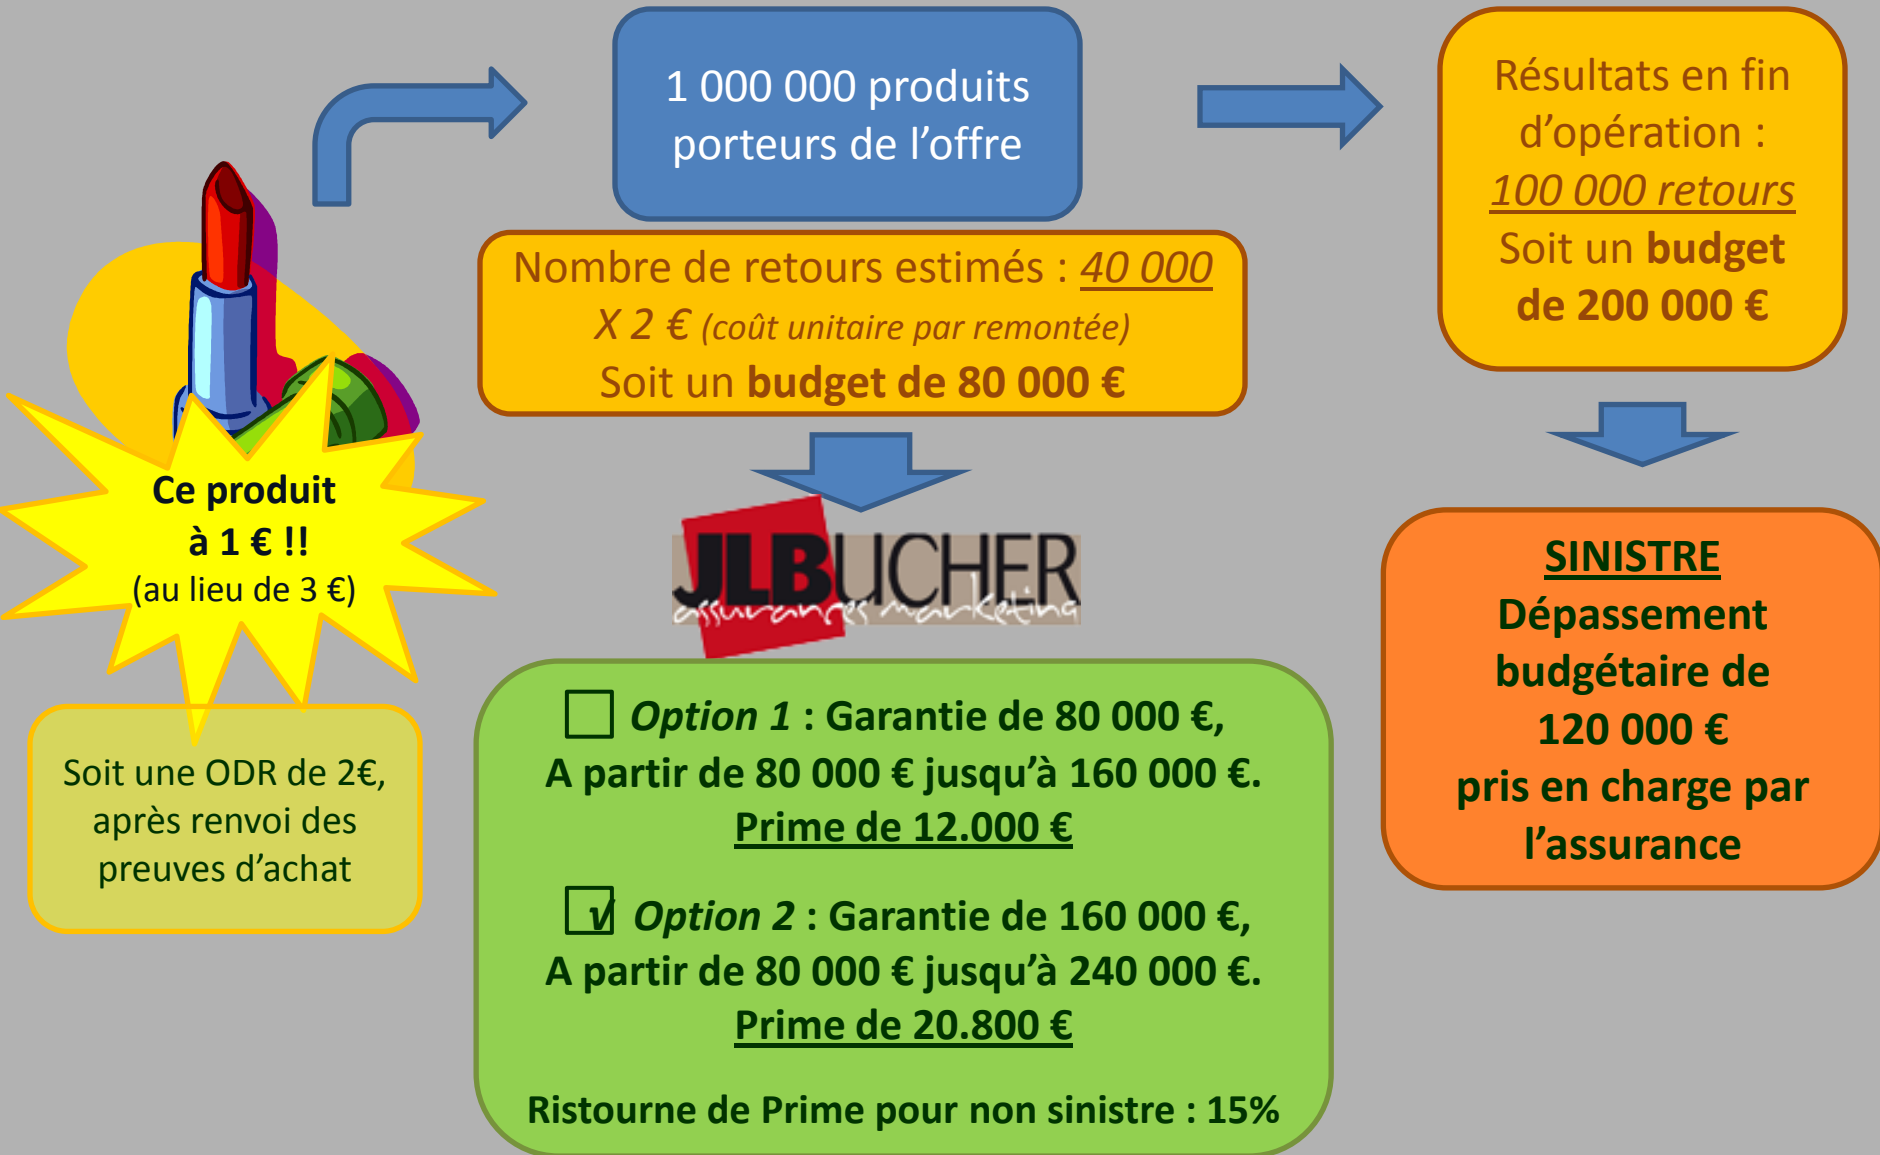 Ce produit
à 1 € !!
(au lieu de 3 €)
Soit une ODR de 2€,
après renvoi des
preuves d'achat
1 000 000 produits
porteurs de l'offre
Nombre de retours estimés : 40 000
X 2 € (coût unitaire par remontée)
Soit un budget de 80 000 €
JLBUCHER
assurances marketing
Option 1 : Garantie de 80 000 €,
A partir de 80 000 € jusqu'à 160 000 €.
Prime de 12.000 €
√ Option 2 : Garantie de 160 000 €,
A partir de 80 000 € jusqu'à 240 000 €.
Prime de 20.800 €
Ristourne de Prime pour non sinistre : 15%
Résultats en fin
d'opération :
100 000 retours
Soit un budget
de 200 000 €
SINISTRE
Dépassement
budgétaire de
120 000 €
pris en charge par
l'assurance